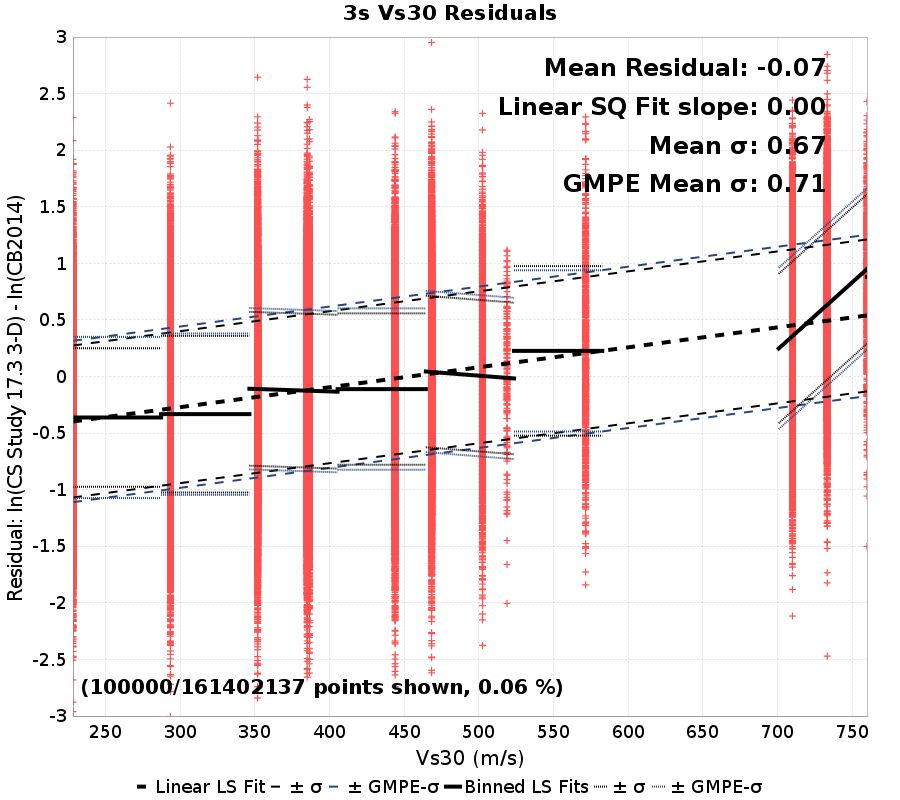 3s Vs30 Residuals
Mean Residual: -0.07
Linear SQ Fit slope: 0.00
Mean σ: 0.67
GMPE Mean σ: 0.71
3
2.5
2
1.5
1
0.5
0
-0.5
-1
-1.5
-2
-2.5
-3
Residual: ln(CS Study 17.3 3-D) - ln(CB2014)
(100000/161402137 points shown, 0.06 %)
250 300 350 400 450 500 550 600 650 700 750
Vs30 (m/s)
Linear LS Fit ± σ ± GMPE-σ Binned LS Fits ± σ ± GMPE-σ